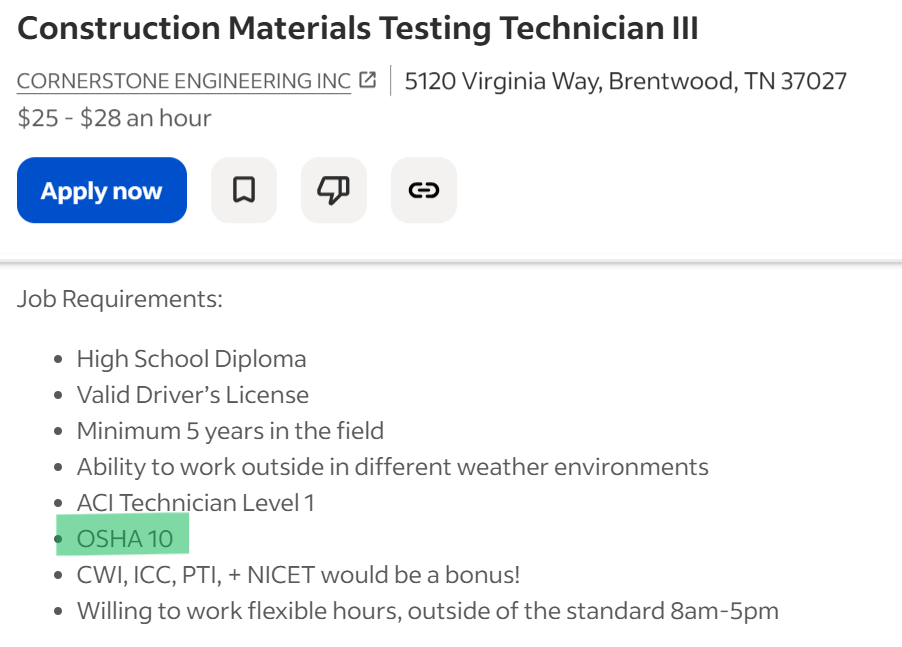 Construction Materials Testing Technician III
CORNERSTONE ENGINEERING INC 5120 Virginia Way, Brentwood, TN 37027
$25 - $28 an hour
Apply now
Job Requirements:
• High School Diploma
• Valid Driver’s License
• Minimum 5 years in the field
• Ability to work outside in different weather environments
• ACI Technician Level 1
• OSHA 10
• CWI, ICC, PTI, + NICET would be a bonus!
• Willing to work flexible hours, outside of the standard 8am-5pm